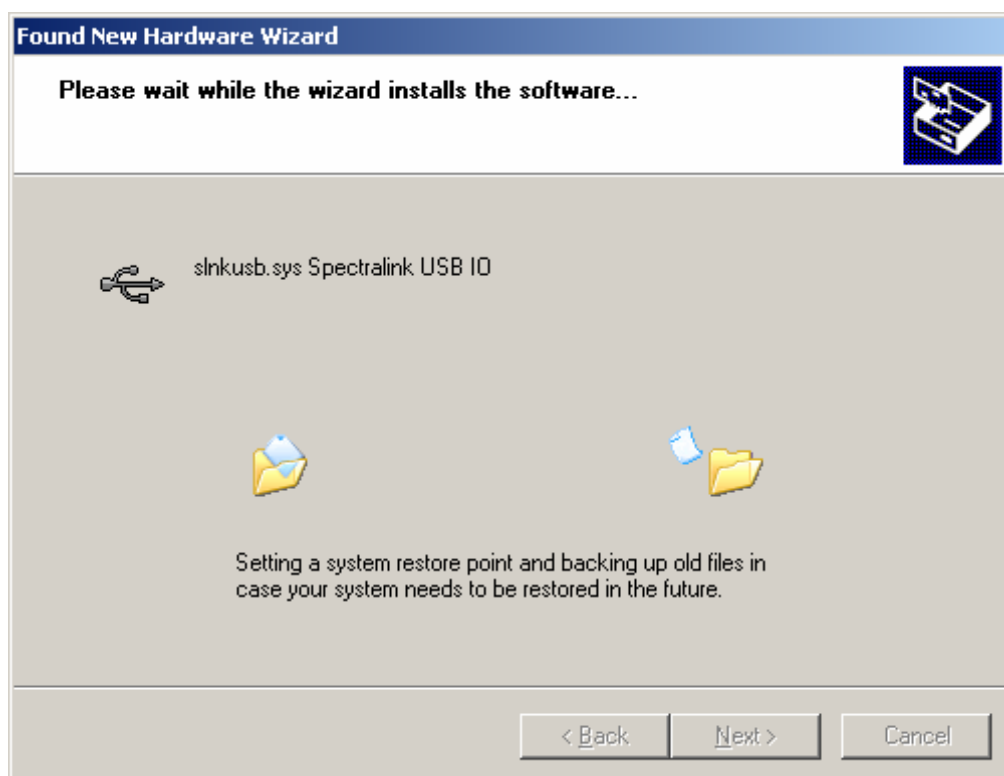 Found New Hardware Wizard
Please wait while the wizard installs the software...
slnkusb.sys Spectralink USB IO
Setting a system restore point and backing up old files in
case your system needs to be restored in the future.
< Back
Next >
Cancel